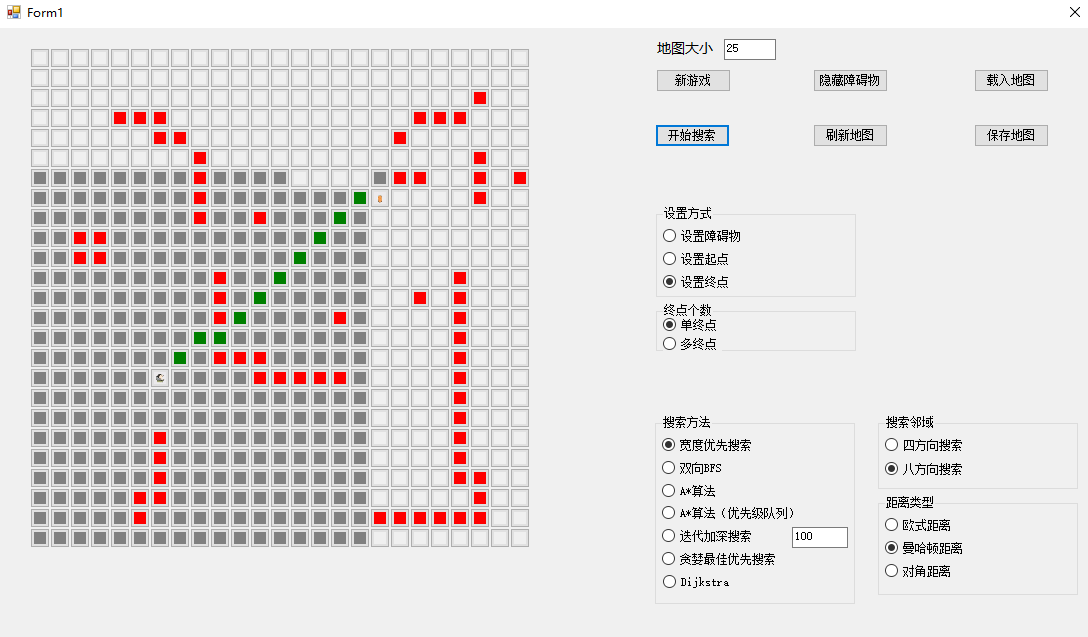 Form1
地图大小 25
新游戏 隐藏障碍物 载入地图
开始搜索 刷新地图 保存地图
设置方式
设置障碍物
设置起点
设置终点
终点个数
单终点
多终点
搜索方法
宽度优先搜索
双向BFS
A*算法
A*算法（优先级队列）
迭代加深搜索 100
贪婪最佳优先搜索
Dijkstra
搜索邻域
四方向搜索
八方向搜索
距离类型
欧式距离
曼哈顿距离
对角距离